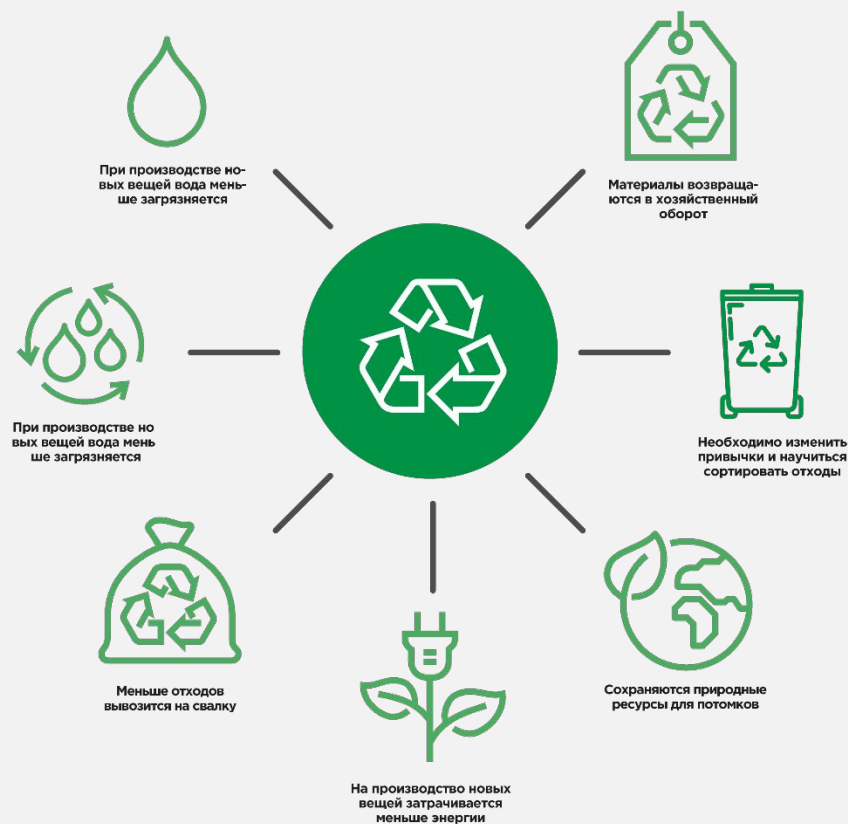 При производстве но-
вых вещей вода мень-
ше загрязняется
Материалы возвраща-
ются в хозяйственный
оборот
При производстве но
вых вещей вода мень
ше загрязняется
Необходимо изменить
привычки и научиться
сортировать отходы
Меньше отходов
вывозится на свалку
Сохраняются природные
ресурсы для потомков
На производство новых
вещей затрачивается
меньше энергии